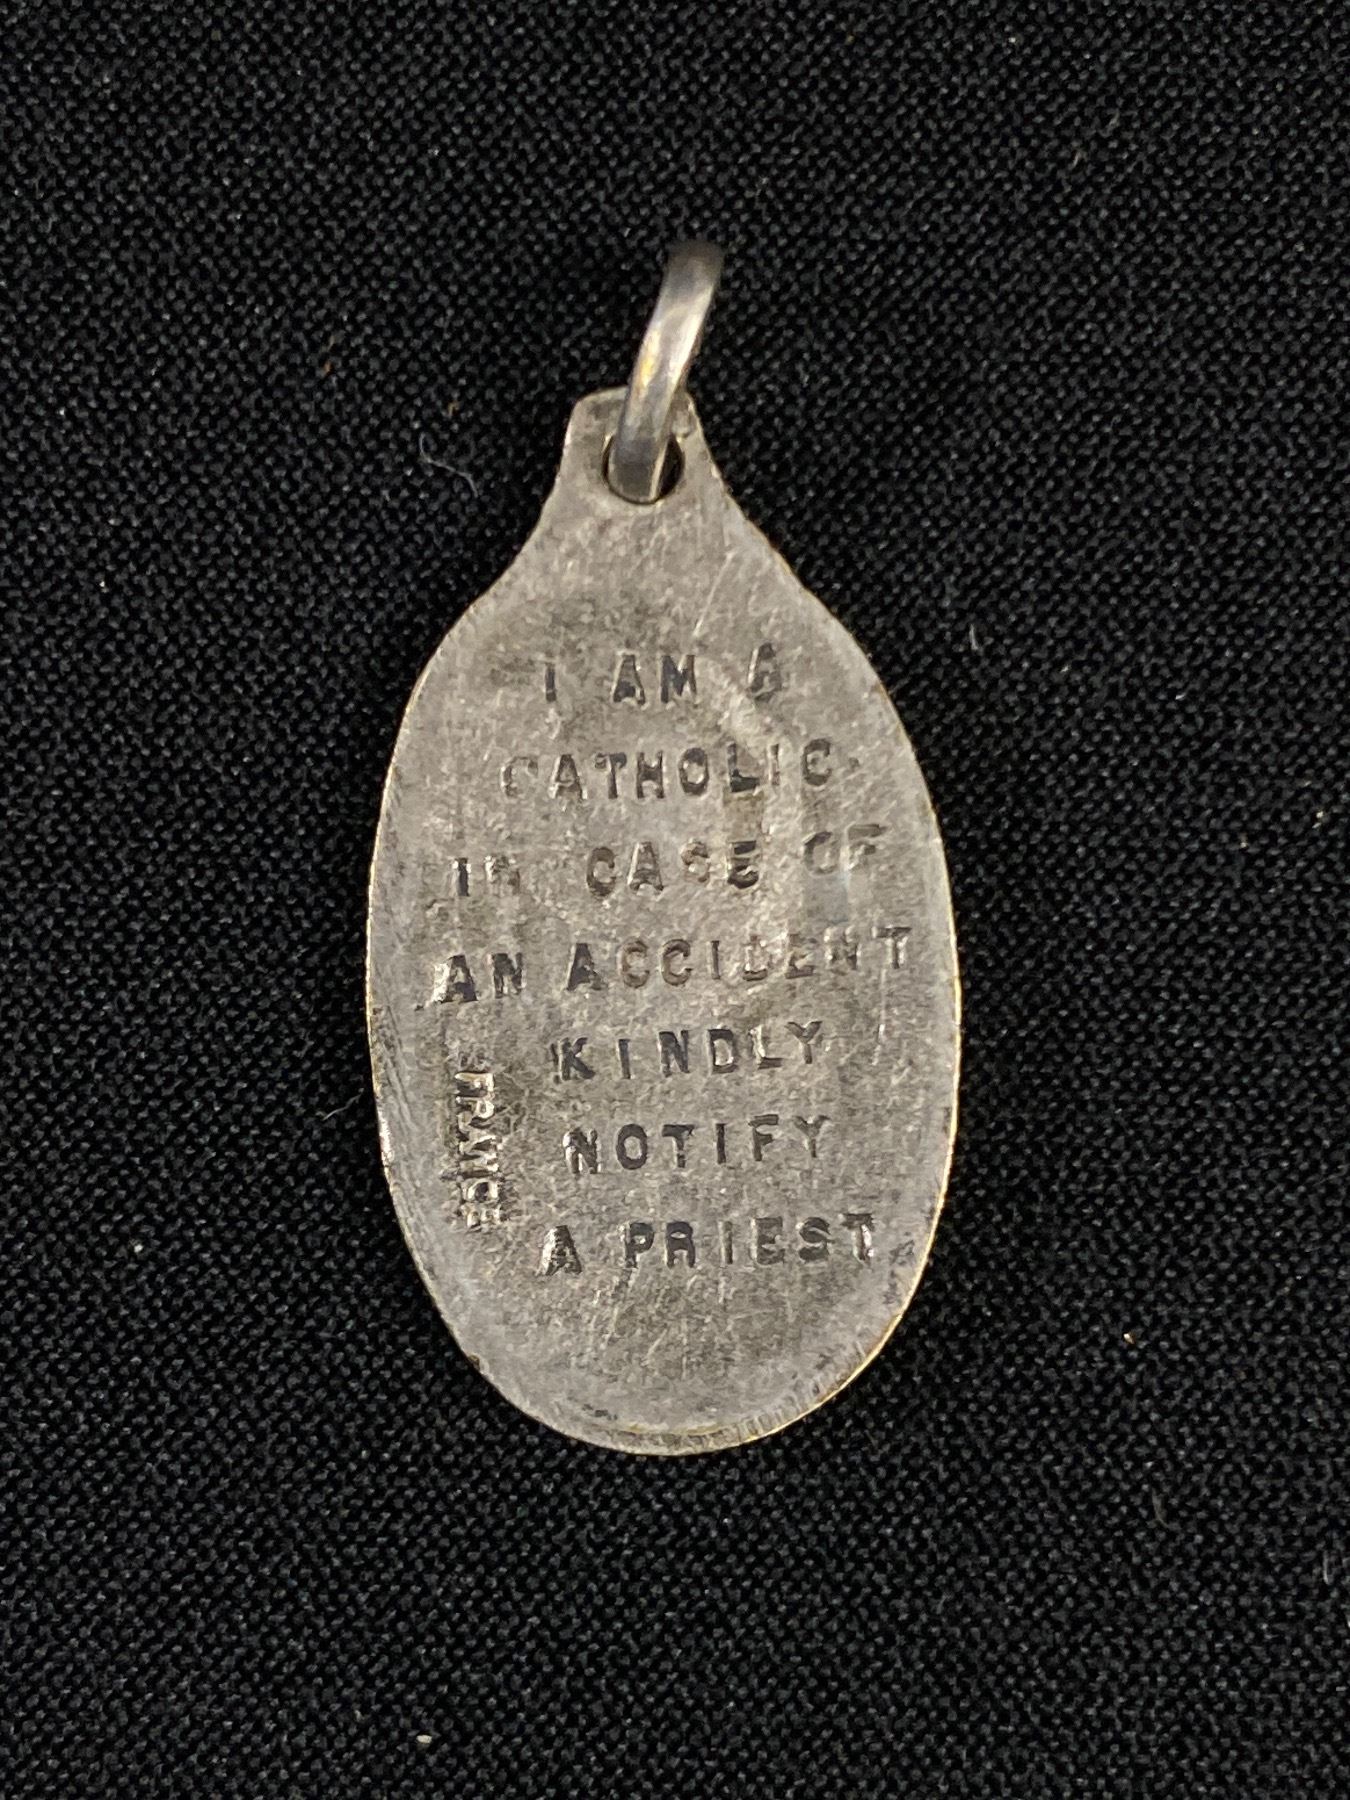 I AM A
CATHOLIC.
IN CASE OF
AN ACCIDENT
KINDLY
NOTIFY
A PRIEST
FRANCE